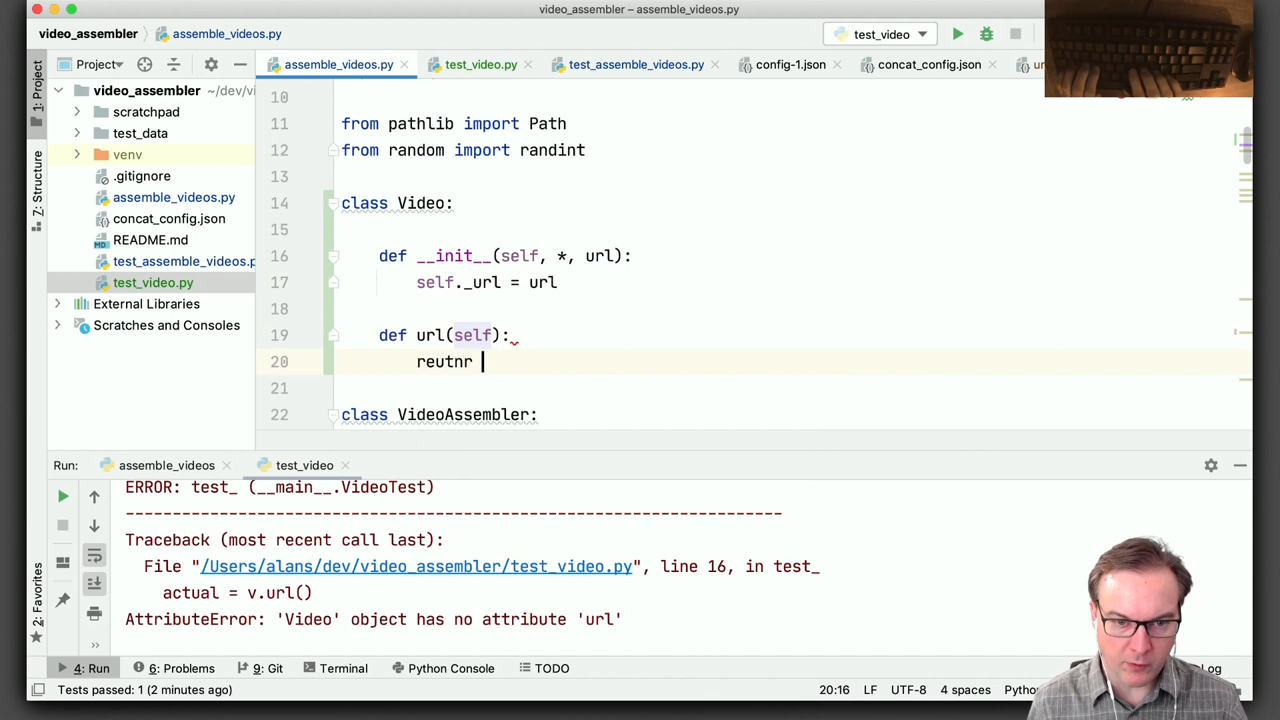 video_assembler – assemble_videos.py
video_assembler assemble_videos.py
test_video
1: Project
Project
assemble_videos.py
test_video.py
test_assemble_videos.py
config-1.json
concat_config.json
video_assembler ~/dev/vi
scratchpad
test_data
venv
.gitignore
assemble_videos.py
concat_config.json
README.md
test_assemble_videos.p
test_video.py
External Libraries
Scratches and Consoles
Z: Structure
2: Favorites
10
11 from pathlib import Path
12 from random import randint
13
14 class Video:
15
16 def __init__(self, *, url):
17 self._url = url
18
19 def url(self):
20 reutnr
21
22 class VideoAssembler:
Run: assemble_videos test_video
ERROR: test_ (__main__.VideoTest)
----------------------------------------------------------------------
Traceback (most recent call last):
File "/Users/alans/dev/video_assembler/test_video.py", line 16, in test_
actual = v.url()
AttributeError: 'Video' object has no attribute 'url'
4: Run 6: Problems 9: Git Terminal Python Console TODO
Tests passed: 1 (2 minutes ago) 20:16 LF UTF-8 4 spaces Pytho